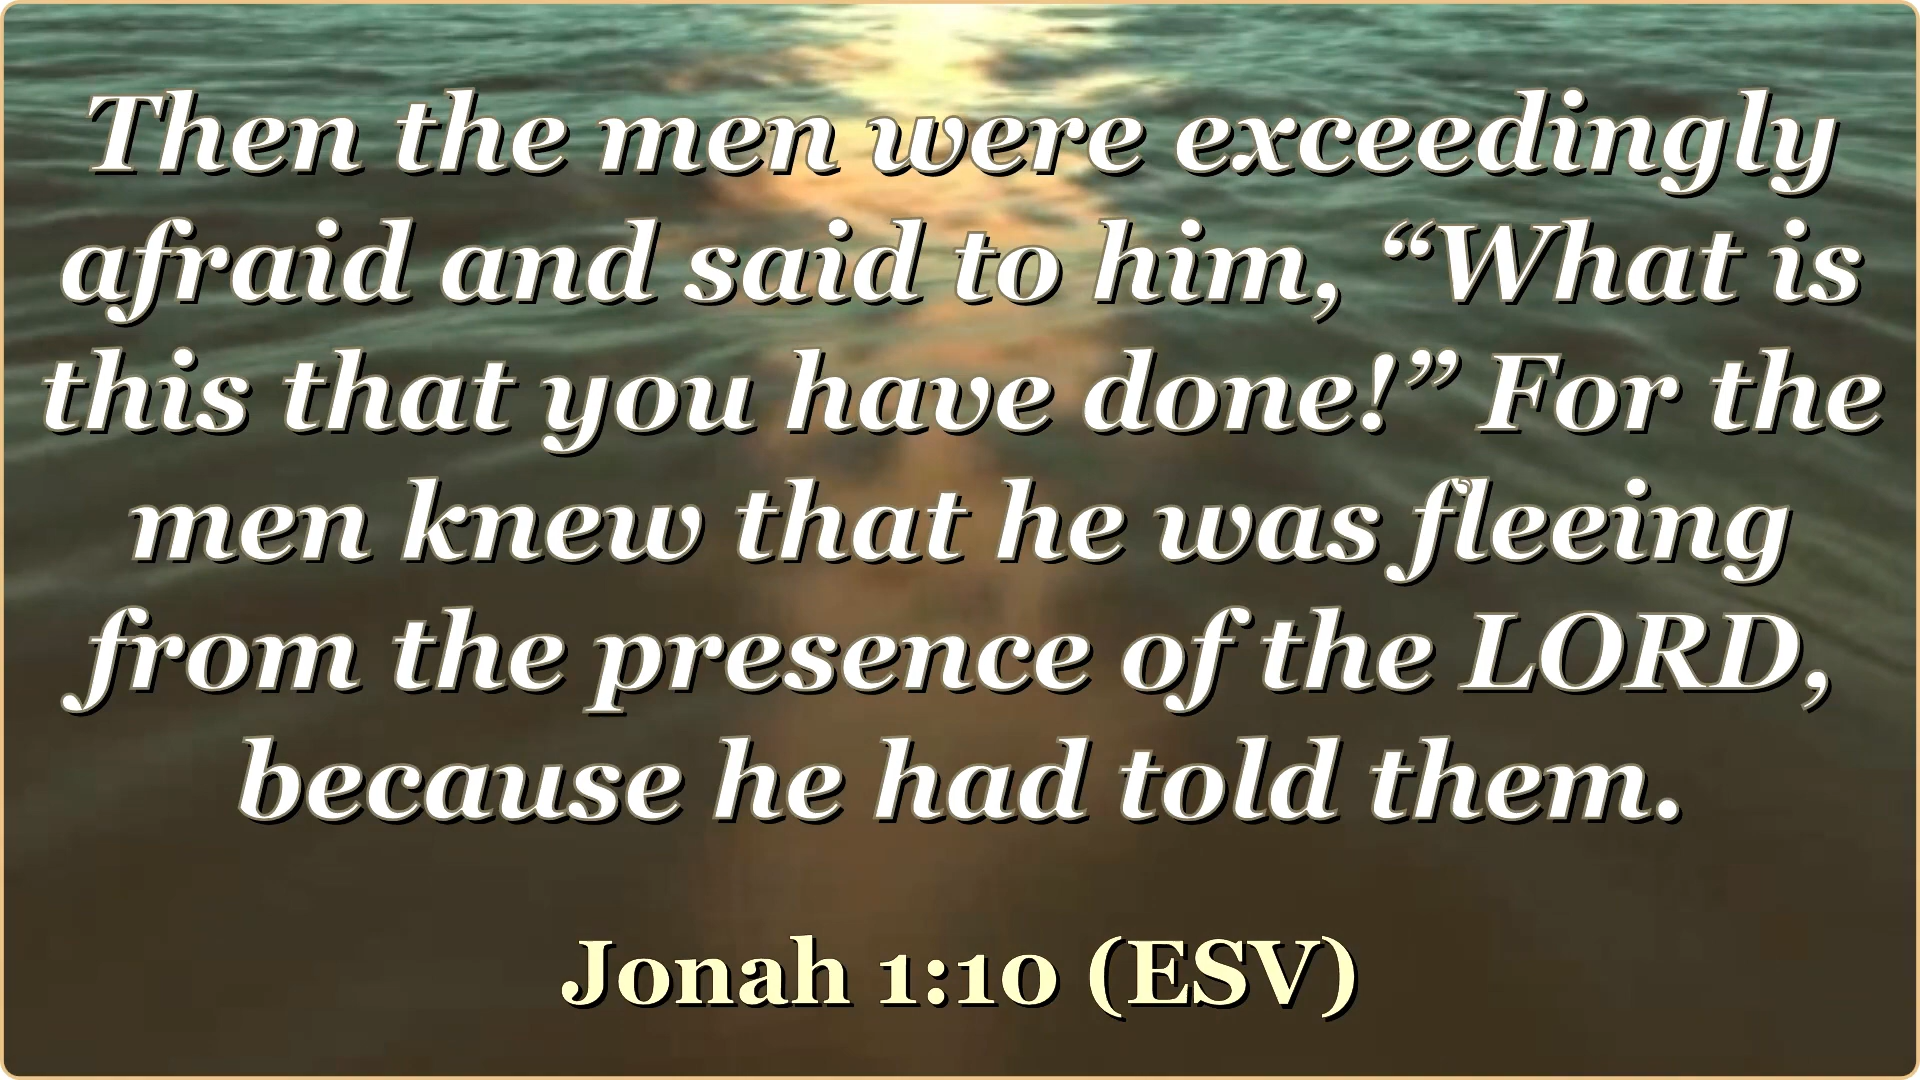 Then the men were exceedingly
afraid and said to him, “What is
this that you have done!” For the
men knew that he was fleeing
from the presence of the LORD,
because he had told them.
Jonah 1:10 (ESV)